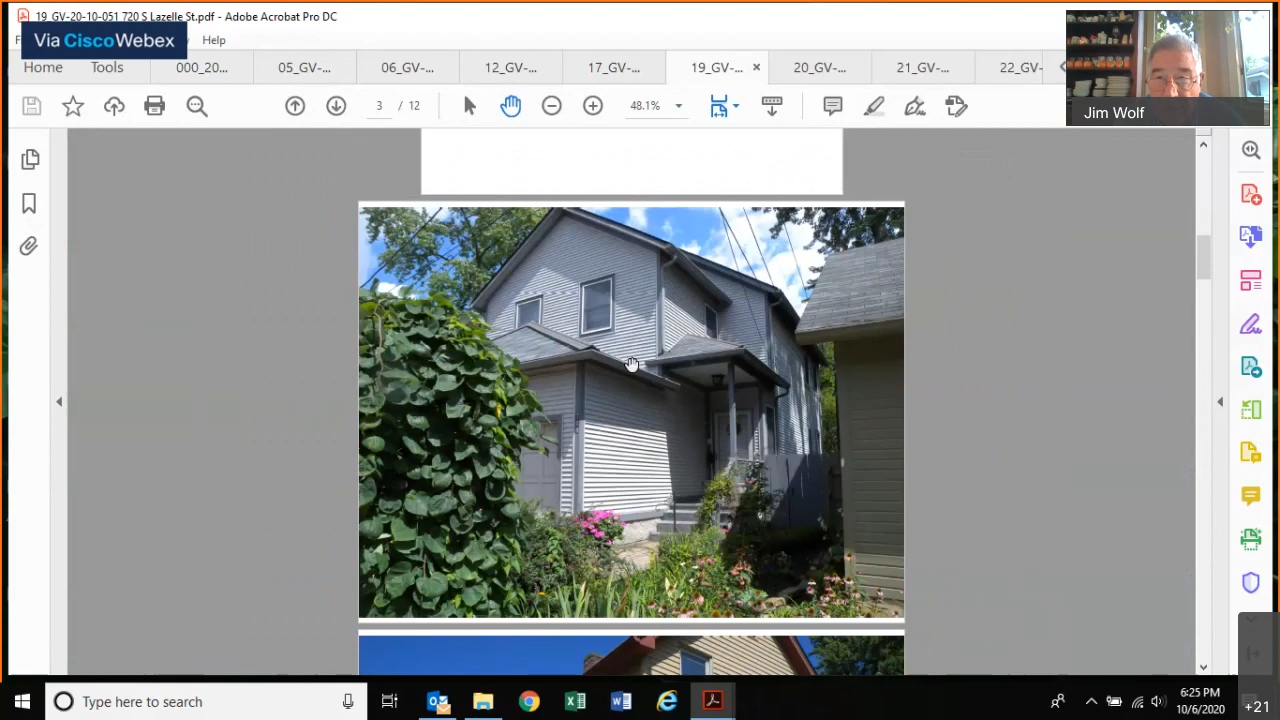 19_GV-20-10-051 720 S Lazelle St.pdf - Adobe Acrobat Pro DC
Via CiscoWebex
Help
Home Tools 000_20... 05_GV-... 06_GV-... 12_GV-... 17_GV-... 19_GV-... × 20_GV-... 21_GV-... 22_GV-
3 / 12 48.1%
Jim Wolf
Type here to search
6:25 PM
10/6/2020
+21